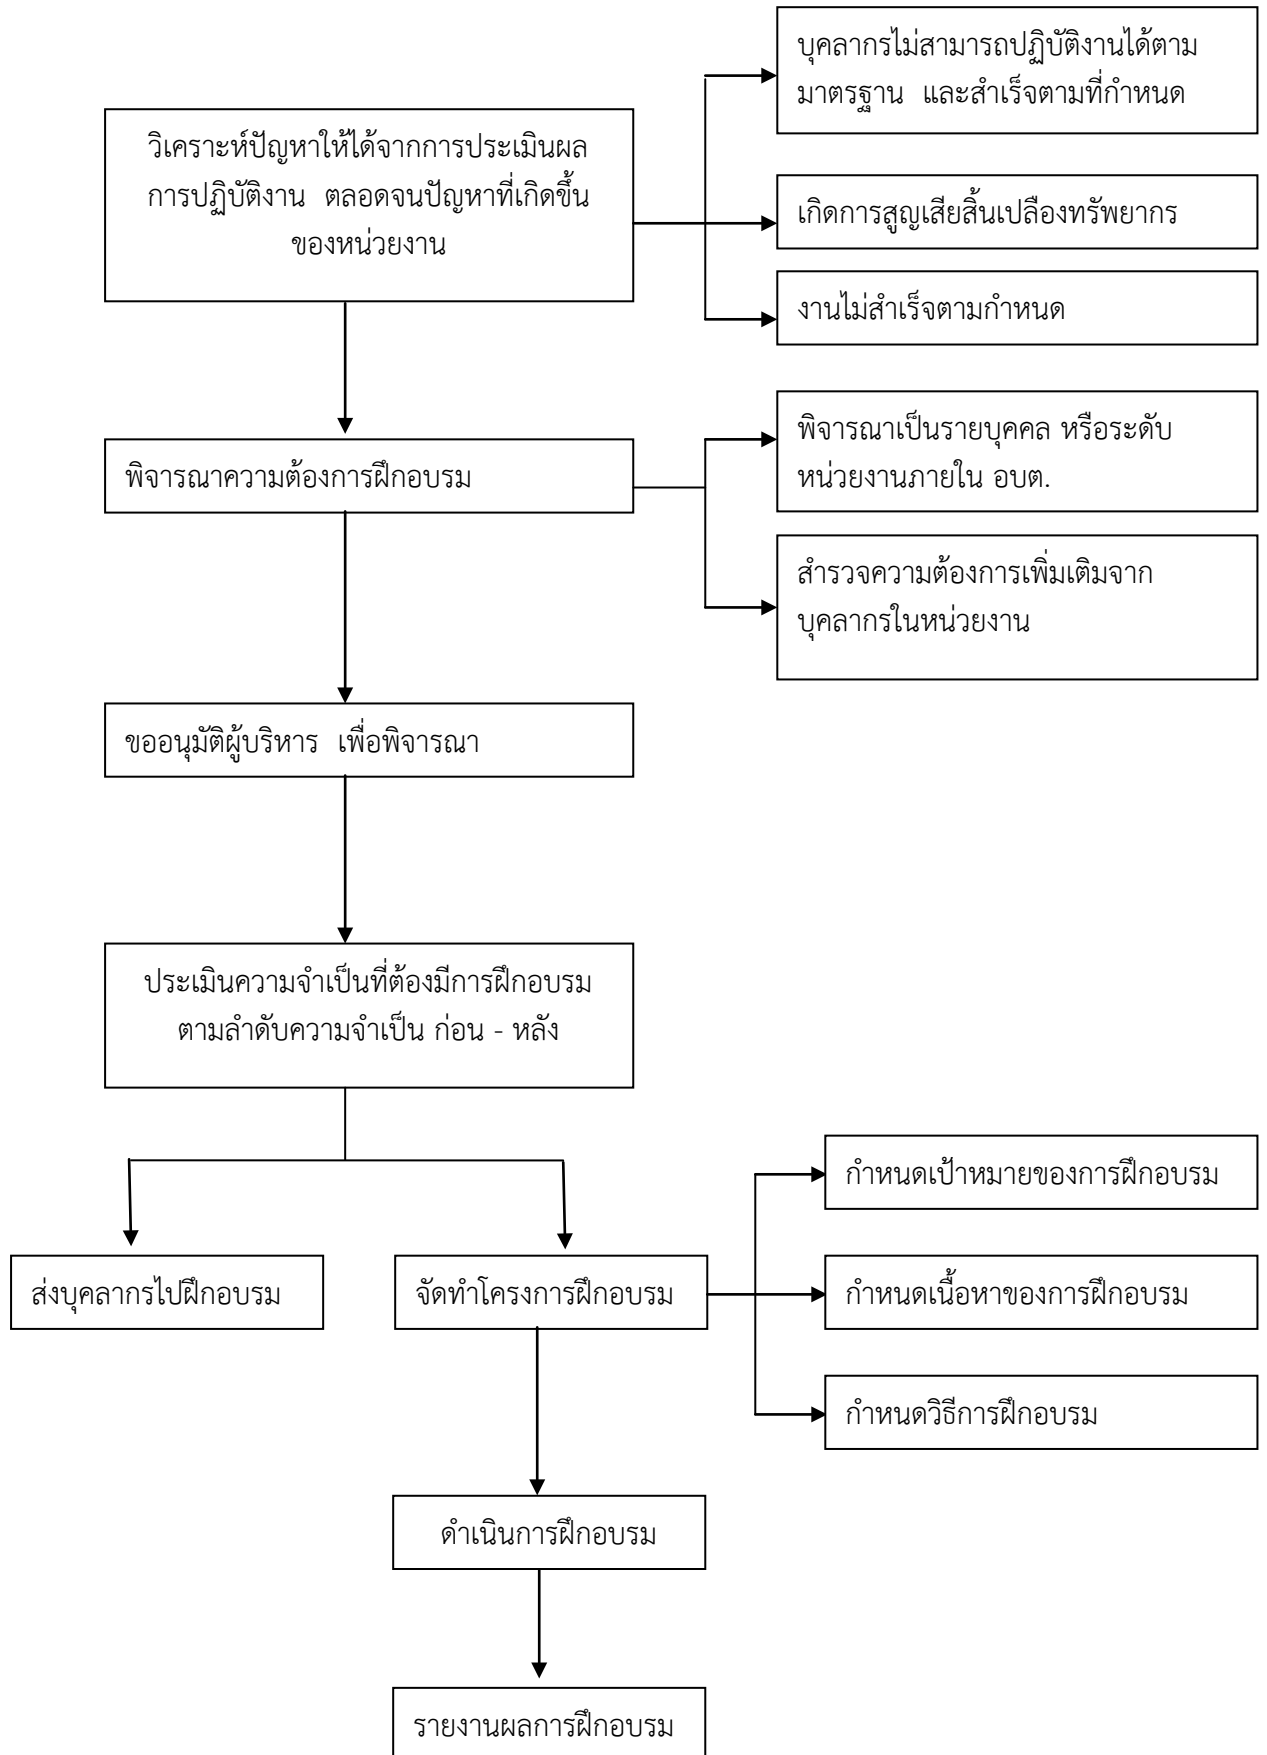 บุคลากรไม่สามารถปฏิบัติงานได้ตาม
มาตรฐาน และสำเร็จตามที่กำหนด
วิเคราะห์ปัญหาให้ได้จากการประเมินผล
การปฏิบัติงาน ตลอดจนปัญหาที่เกิดขึ้น
ของหน่วยงาน
เกิดการสูญเสียสิ้นเปลืองทรัพยากร
งานไม่สำเร็จตามกำหนด
พิจารณาความต้องการฝึกอบรม
พิจารณาเป็นรายบุคคล หรือระดับ
หน่วยงานภายใน อบต.
สำรวจความต้องการเพิ่มเติมจาก
บุคลากรในหน่วยงาน
ขออนุมัติผู้บริหาร เพื่อพิจารณา
ประเมินความจำเป็นที่ต้องมีการฝึกอบรม
ตามลำดับความจำเป็น ก่อน - หลัง
ส่งบุคลากรไปฝึกอบรม
จัดทำโครงการฝึกอบรม
กำหนดเป้าหมายของการฝึกอบรม
กำหนดเนื้อหาของการฝึกอบรม
กำหนดวิธีการฝึกอบรม
ดำเนินการฝึกอบรม
รายงานผลการฝึกอบรม